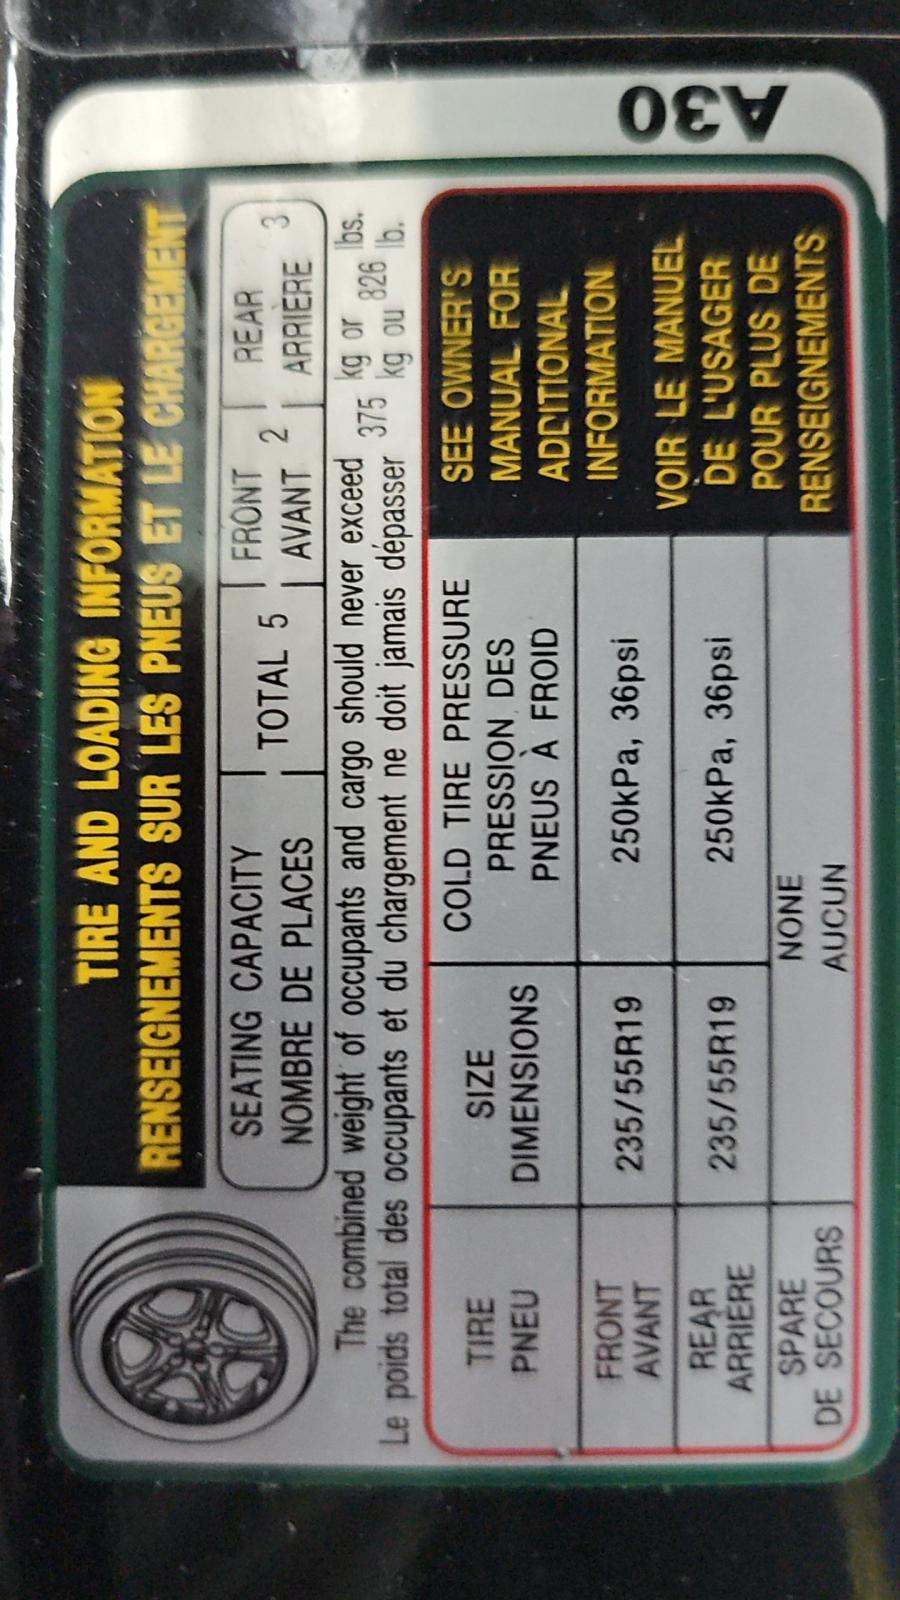 TIRE AND LOADING INFORMATION
RENSEIGNEMENTS SUR LES PNEUS ET LE CHARGEMENT
SEATING CAPACITY TOTAL 5 FRONT 2 REAR 3
NOMBRE DE PLACES AVANT ARRIÈRE
The combined weight of occupants and cargo should never exceed 375 kg or 826 lbs.
Le poids total des occupants et du chargement ne doit jamais dépasser kg ou lb.
TIRE
PNEU
SIZE
DIMENSIONS
COLD TIRE PRESSURE
PRESSION DES
PNEUS À FROID
FRONT
AVANT
235/55R19
250kPa, 36psi
REAR
ARRIÈRE
235/55R19
250kPa, 36psi
SPARE
DE SECOURS
NONE
AUCUN
SEE OWNER'S
MANUAL FOR
ADDITIONAL
INFORMATION
VOIR LE MANUEL
DE L'USAGER
POUR PLUS DE
RENSEIGNEMENTS
A30